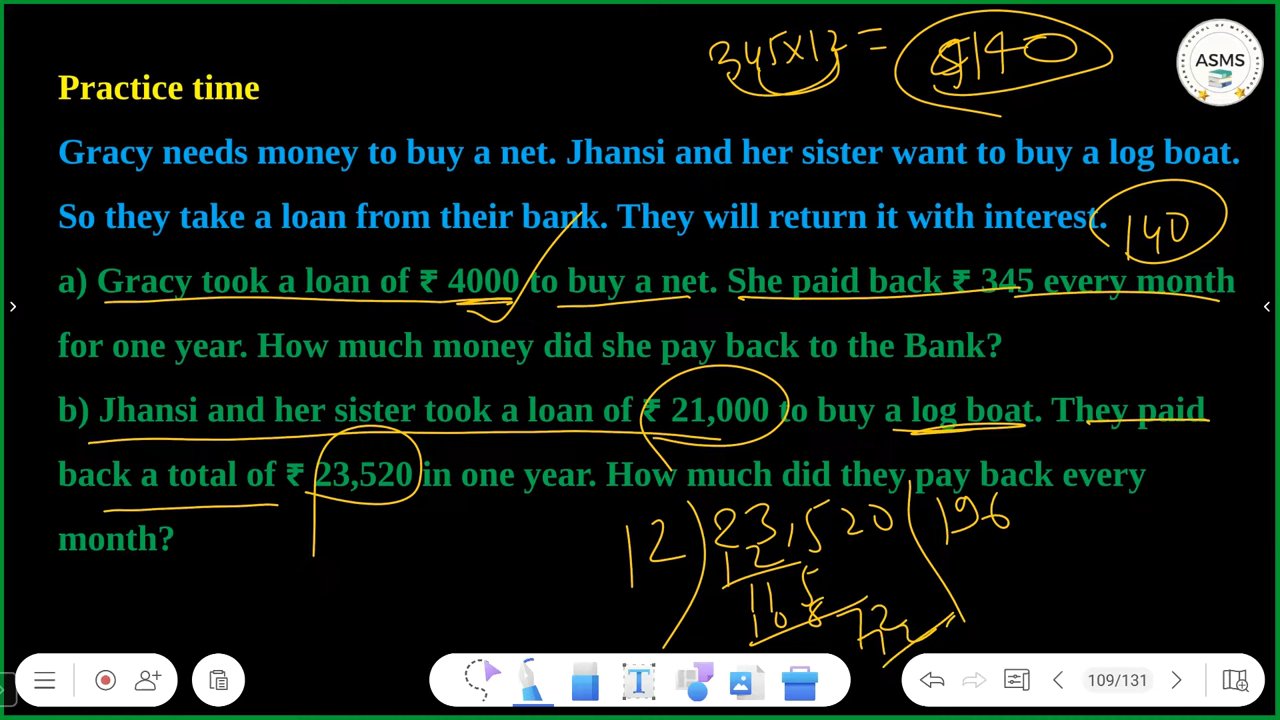 345×12 = 4140
ASMS
Practice time
Gracy needs money to buy a net. Jhansi and her sister want to buy a log boat.
So they take a loan from their bank. They will return it with interest.
140
a) Gracy took a loan of ₹ 4000 to buy a net. She paid back ₹ 345 every month
for one year. How much money did she pay back to the Bank?
b) Jhansi and her sister took a loan of ₹ 21,000 to buy a log boat. They paid
back a total of ₹ 23,520 in one year. How much did they pay back every
month?
12) 23,520 ( 196
12
115
108
72
109/131